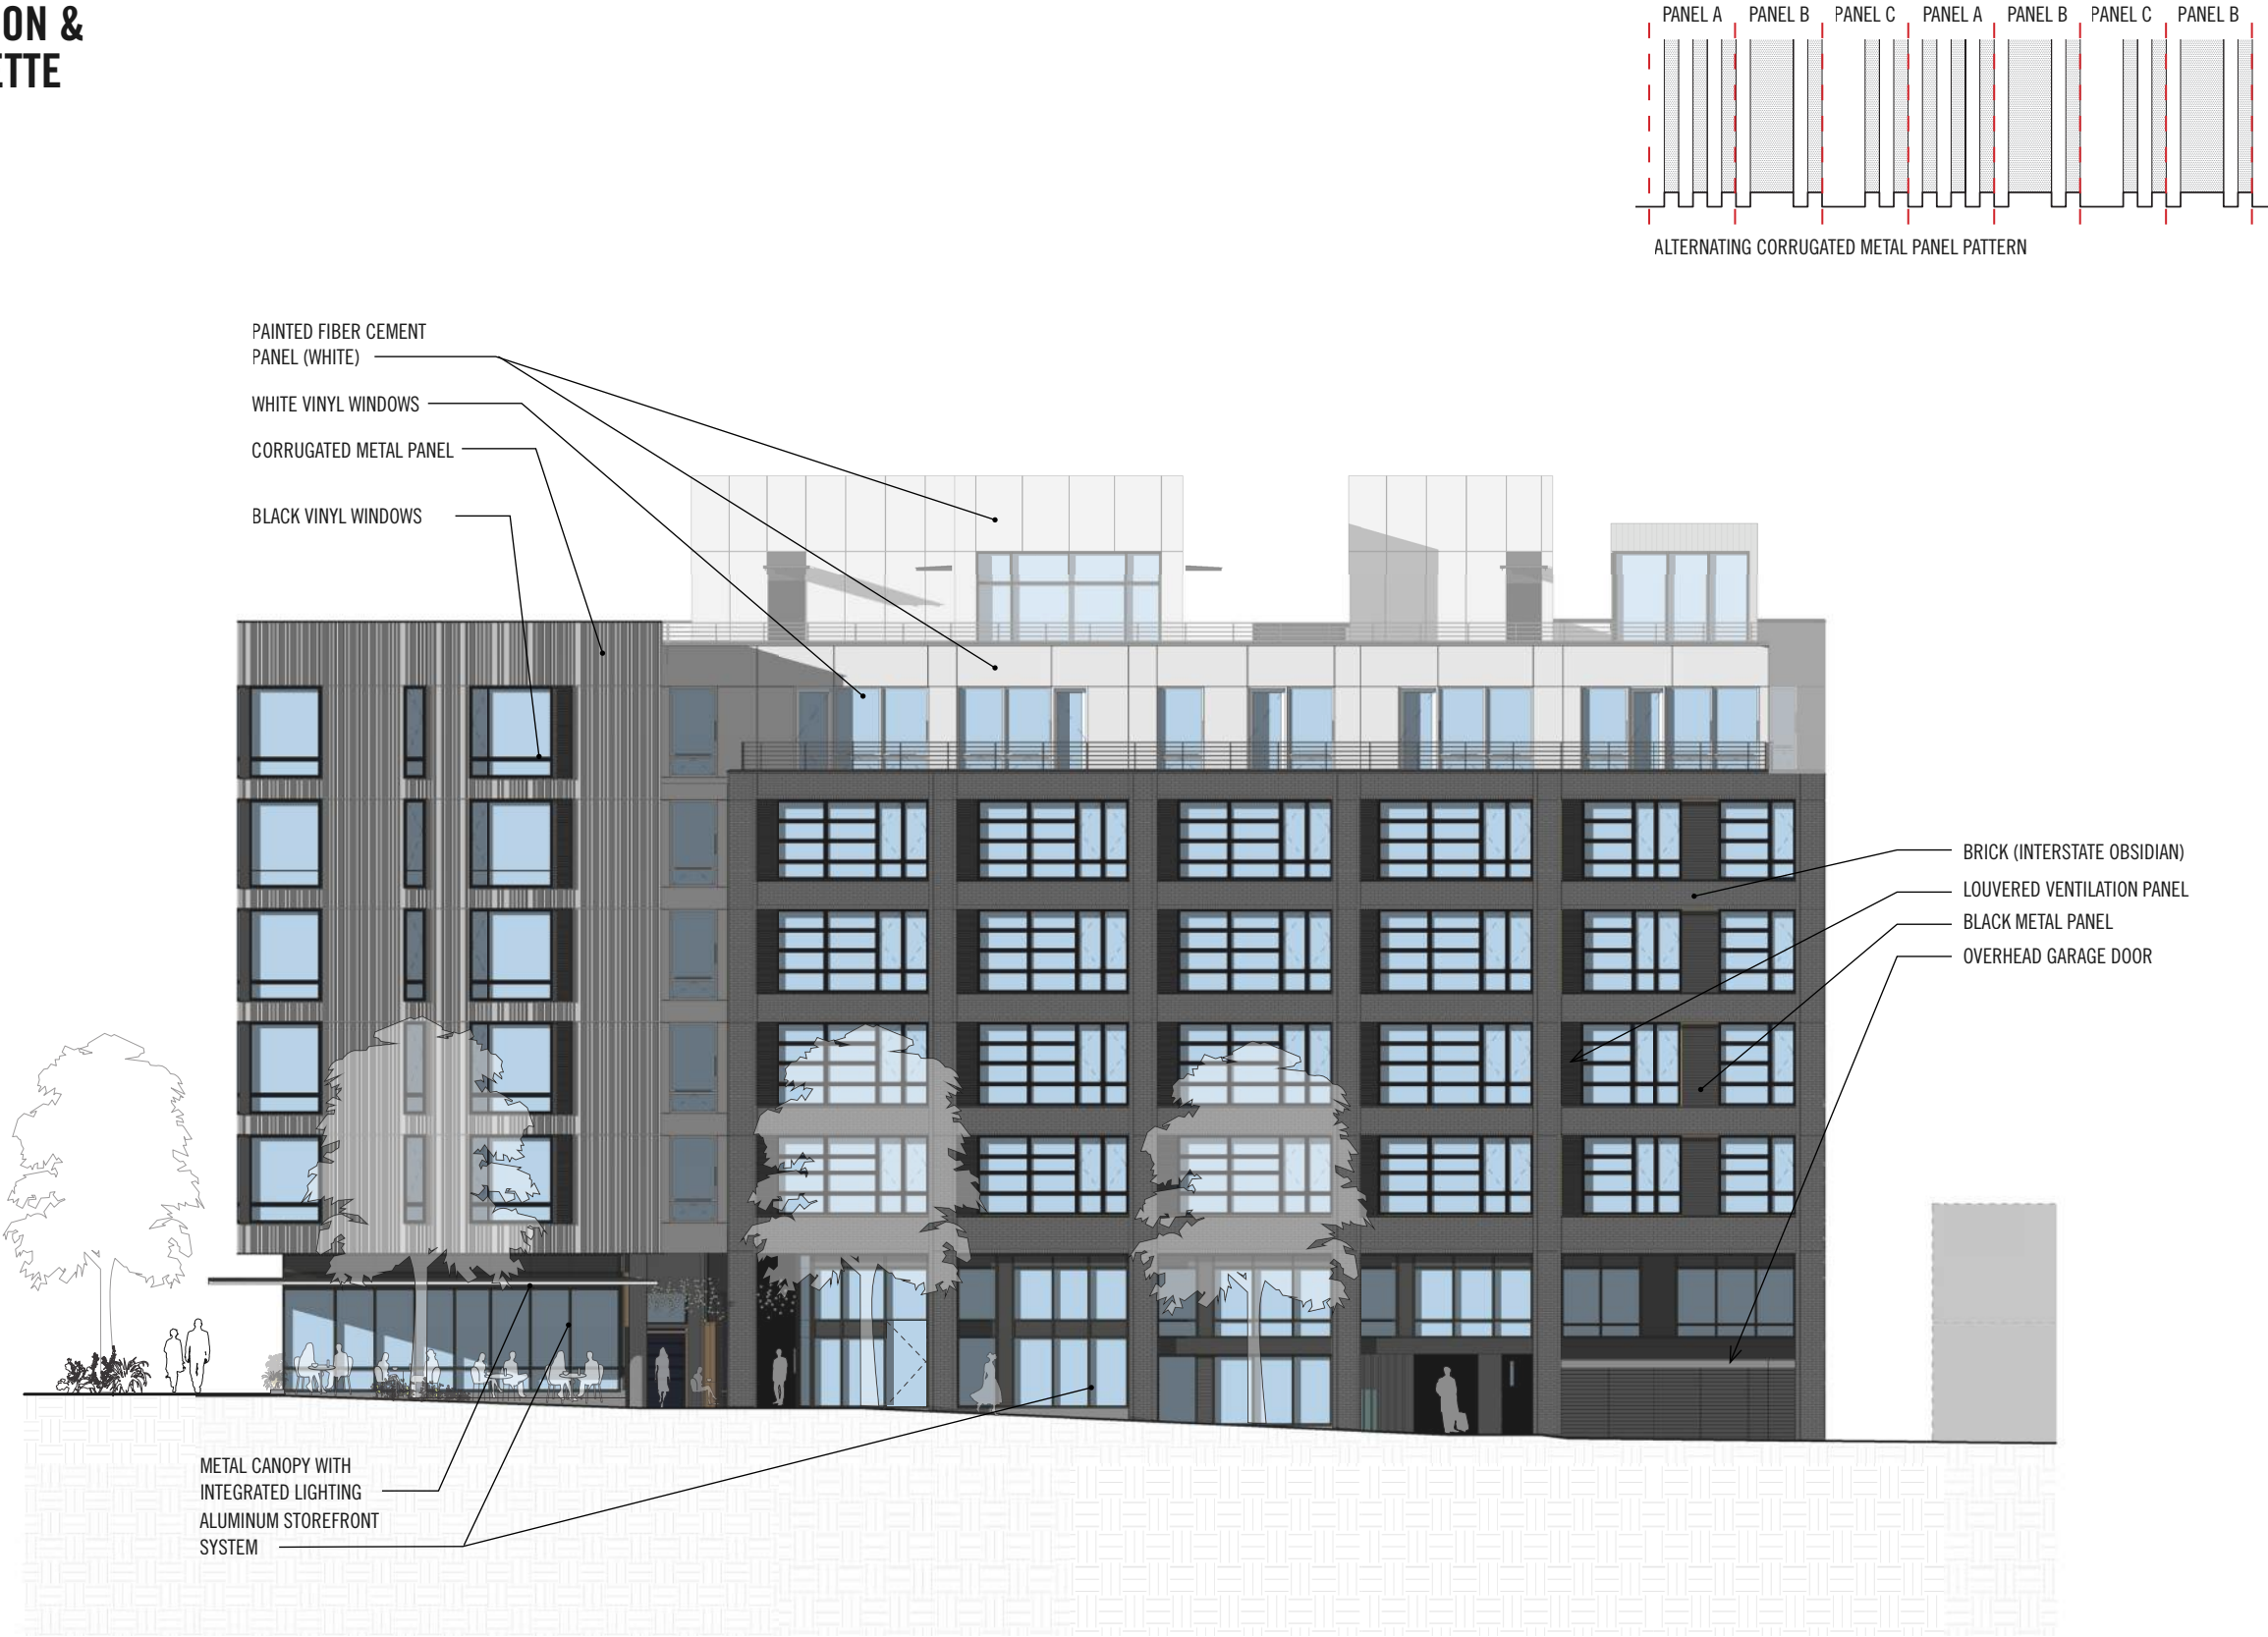 ON &
ETTE
PANEL A PANEL B PANEL C PANEL A PANEL B PANEL C PANEL B
ALTERNATING CORRUGATED METAL PANEL PATTERN
PAINTED FIBER CEMENT
PANEL (WHITE)
WHITE VINYL WINDOWS
CORRUGATED METAL PANEL
BLACK VINYL WINDOWS
BRICK (INTERSTATE OBSIDIAN)
LOUVERED VENTILATION PANEL
BLACK METAL PANEL
OVERHEAD GARAGE DOOR
METAL CANOPY WITH
INTEGRATED LIGHTING
ALUMINUM STOREFRONT
SYSTEM